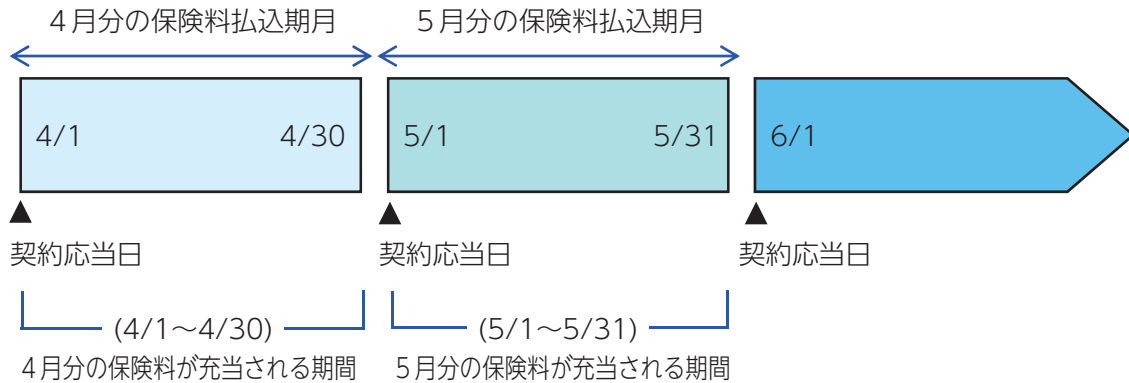 4月分の保険料払込期月
5月分の保険料払込期月
4/1
4/30
5/1
5/31
6/1
▲
▲
▲
契約応当日
契約応当日
契約応当日
(4/1～4/30)
(5/1～5/31)
4月分の保険料が充当される期間
5月分の保険料が充当される期間